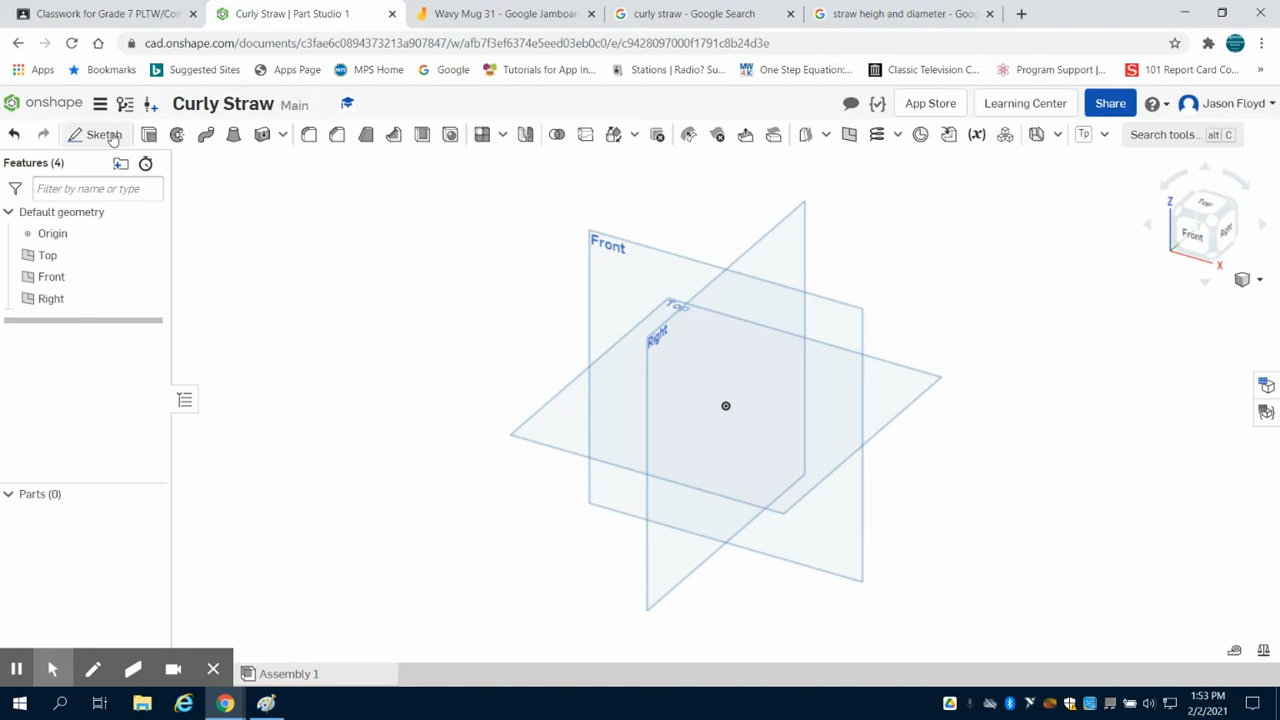 Classwork for Grade 7 PLTW/Con
Curly Straw | Part Studio 1
Wavy Mug 31 - Google Jamboard
curly straw - Google Search
straw heigh and diameter - Goog
cad.onshape.com/documents/c3fae6c0894373213a907847/w/afb7f3ef6374e5eed03eb0c0/e/c9428097000f1791c8b24d3e
Apps
Bookmarks
Suggested Sites
Apps Page
MPS Home
Google
Tutorials for App In...
Stations | Radio? Su...
One Step Equation:...
Classic Television C...
Program Support |...
101 Report Card Co...
»
onshape
Curly Straw Main
App Store
Learning Center
Share
Jason Floyd
Sketch
Tp
Search tools... alt C
Features (4)
Filter by name or type
Default geometry
Origin
Top
Front
Right
Parts (0)
Front
Top
Right
Z
Top
Front
Right
X
Assembly 1
1:53 PM
2/2/2021